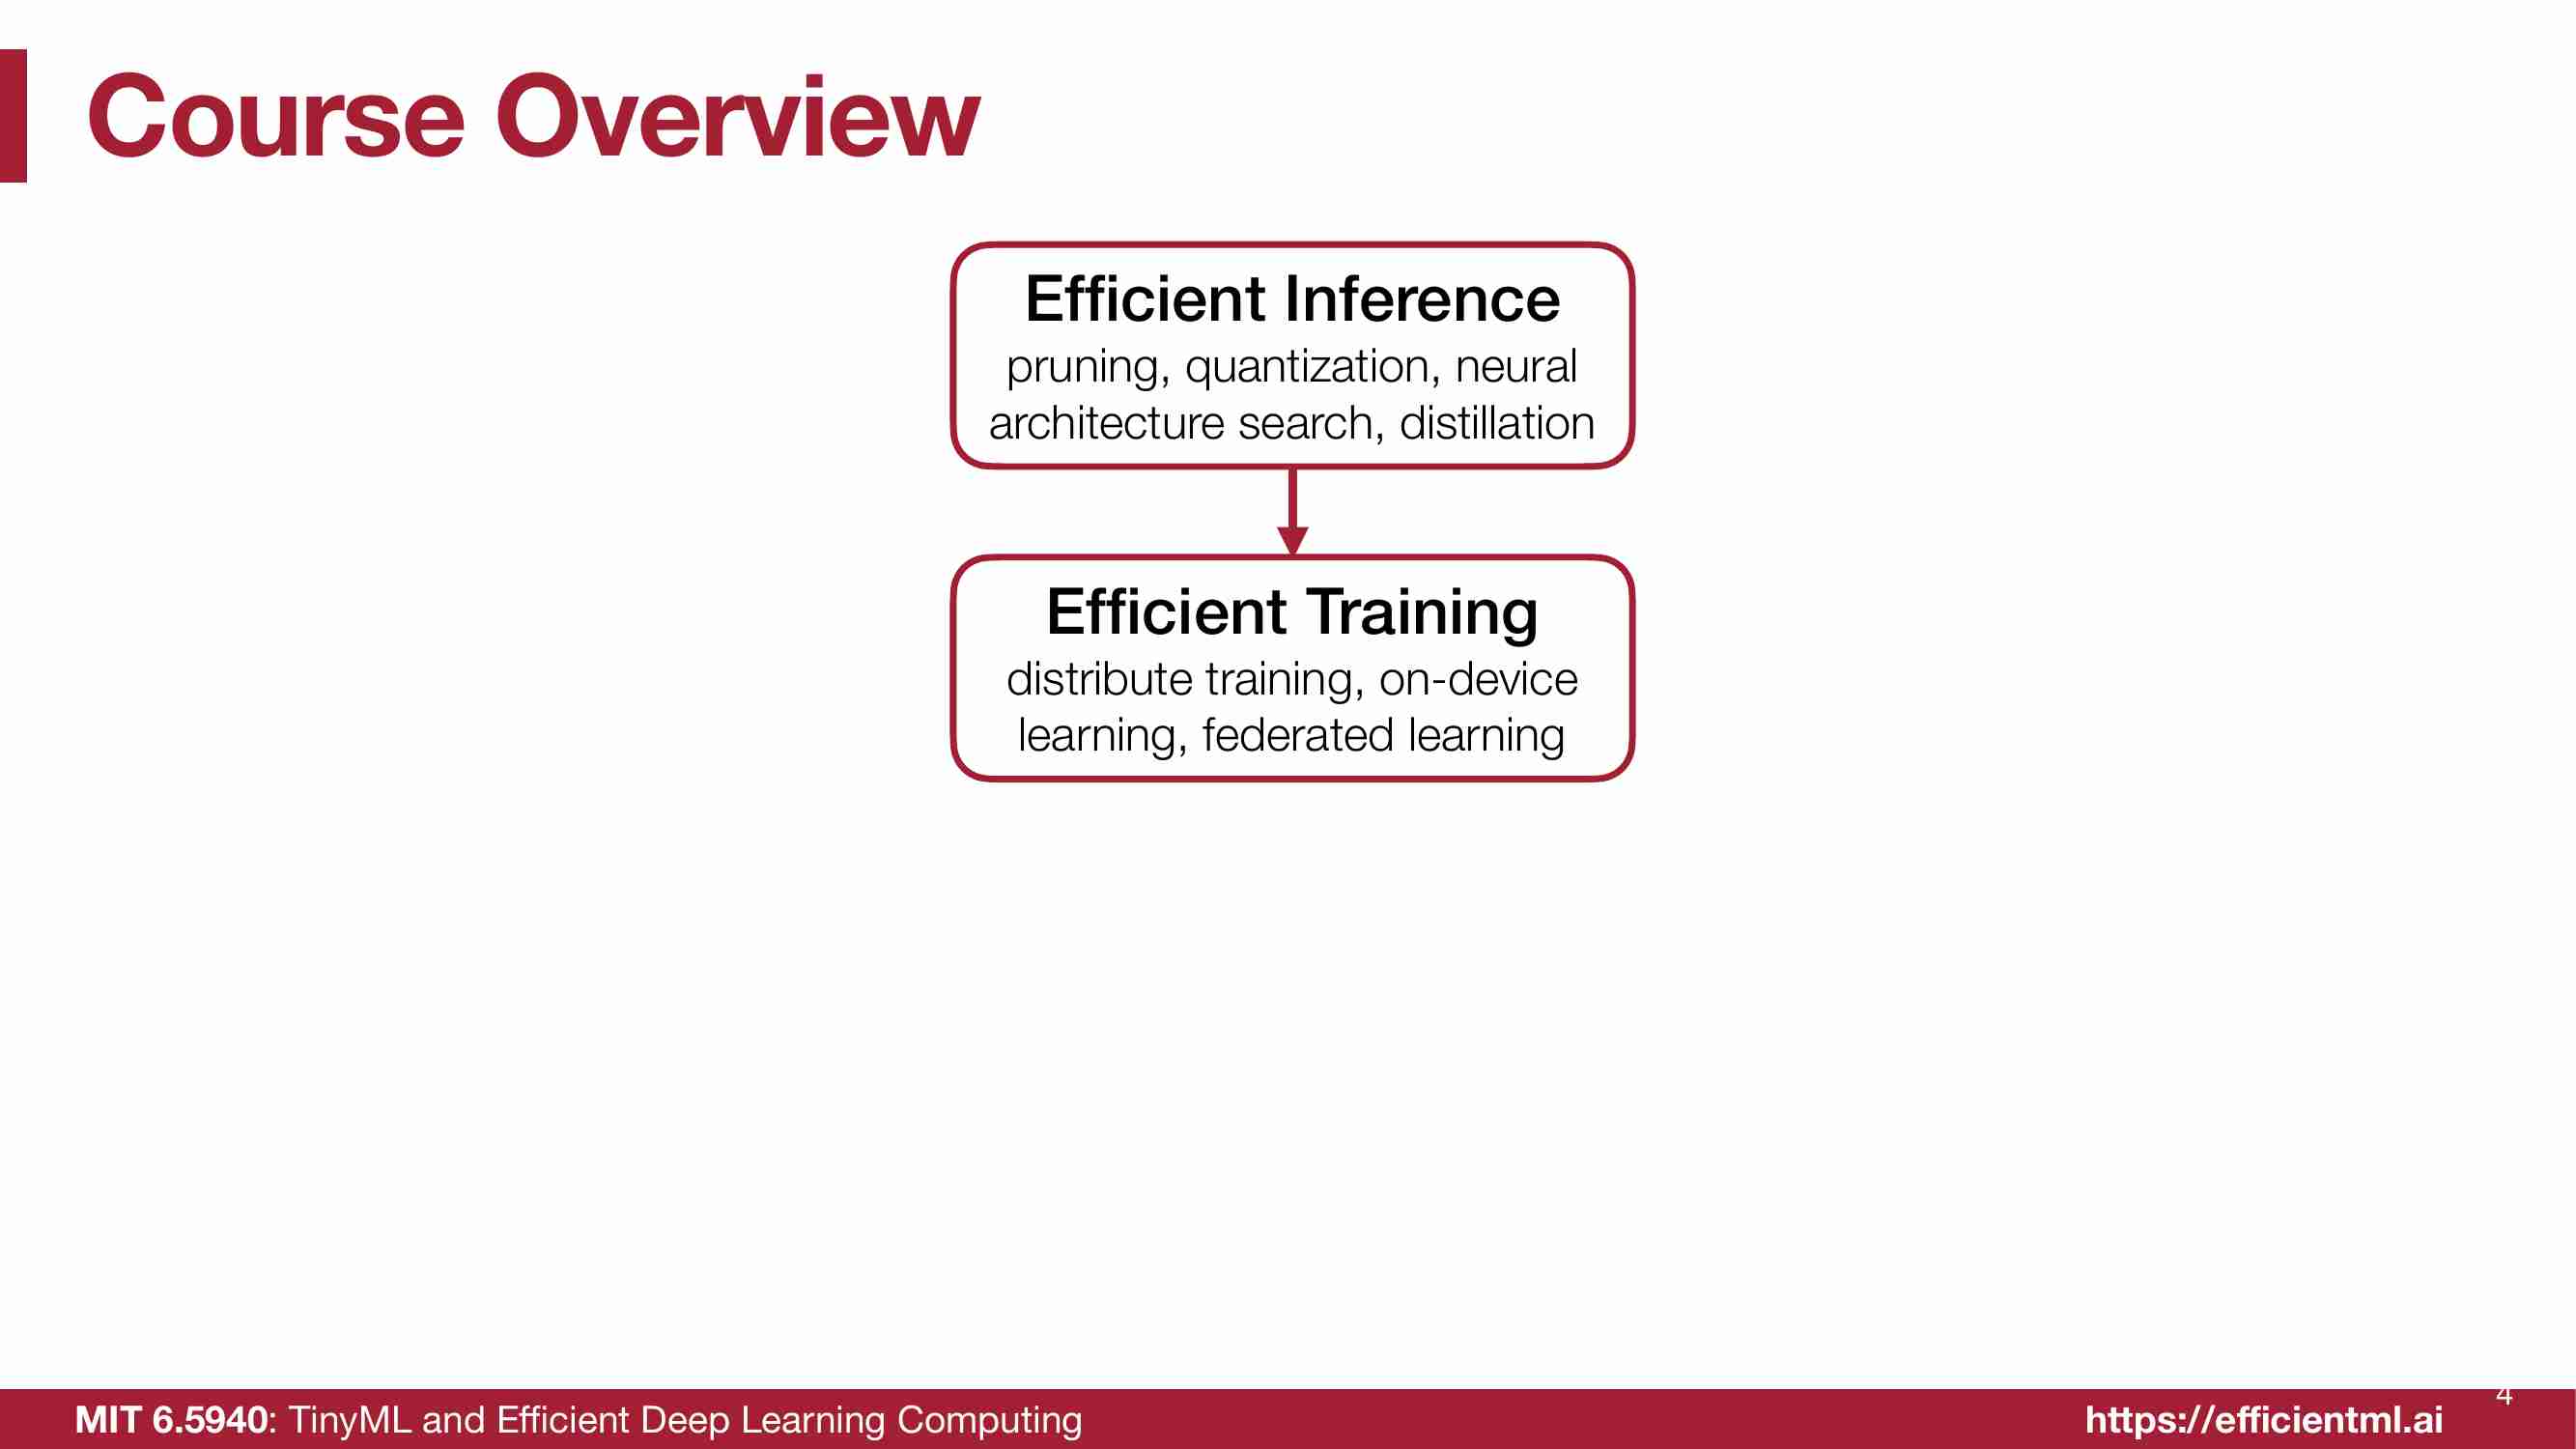 Course Overview
Efficient Inference
pruning, quantization, neural
architecture search, distillation
Efficient Training
distribute training, on-device
learning, federated learning
MIT 6.5940: TinyML and Efficient Deep Learning Computing
https://efficientml.ai
4